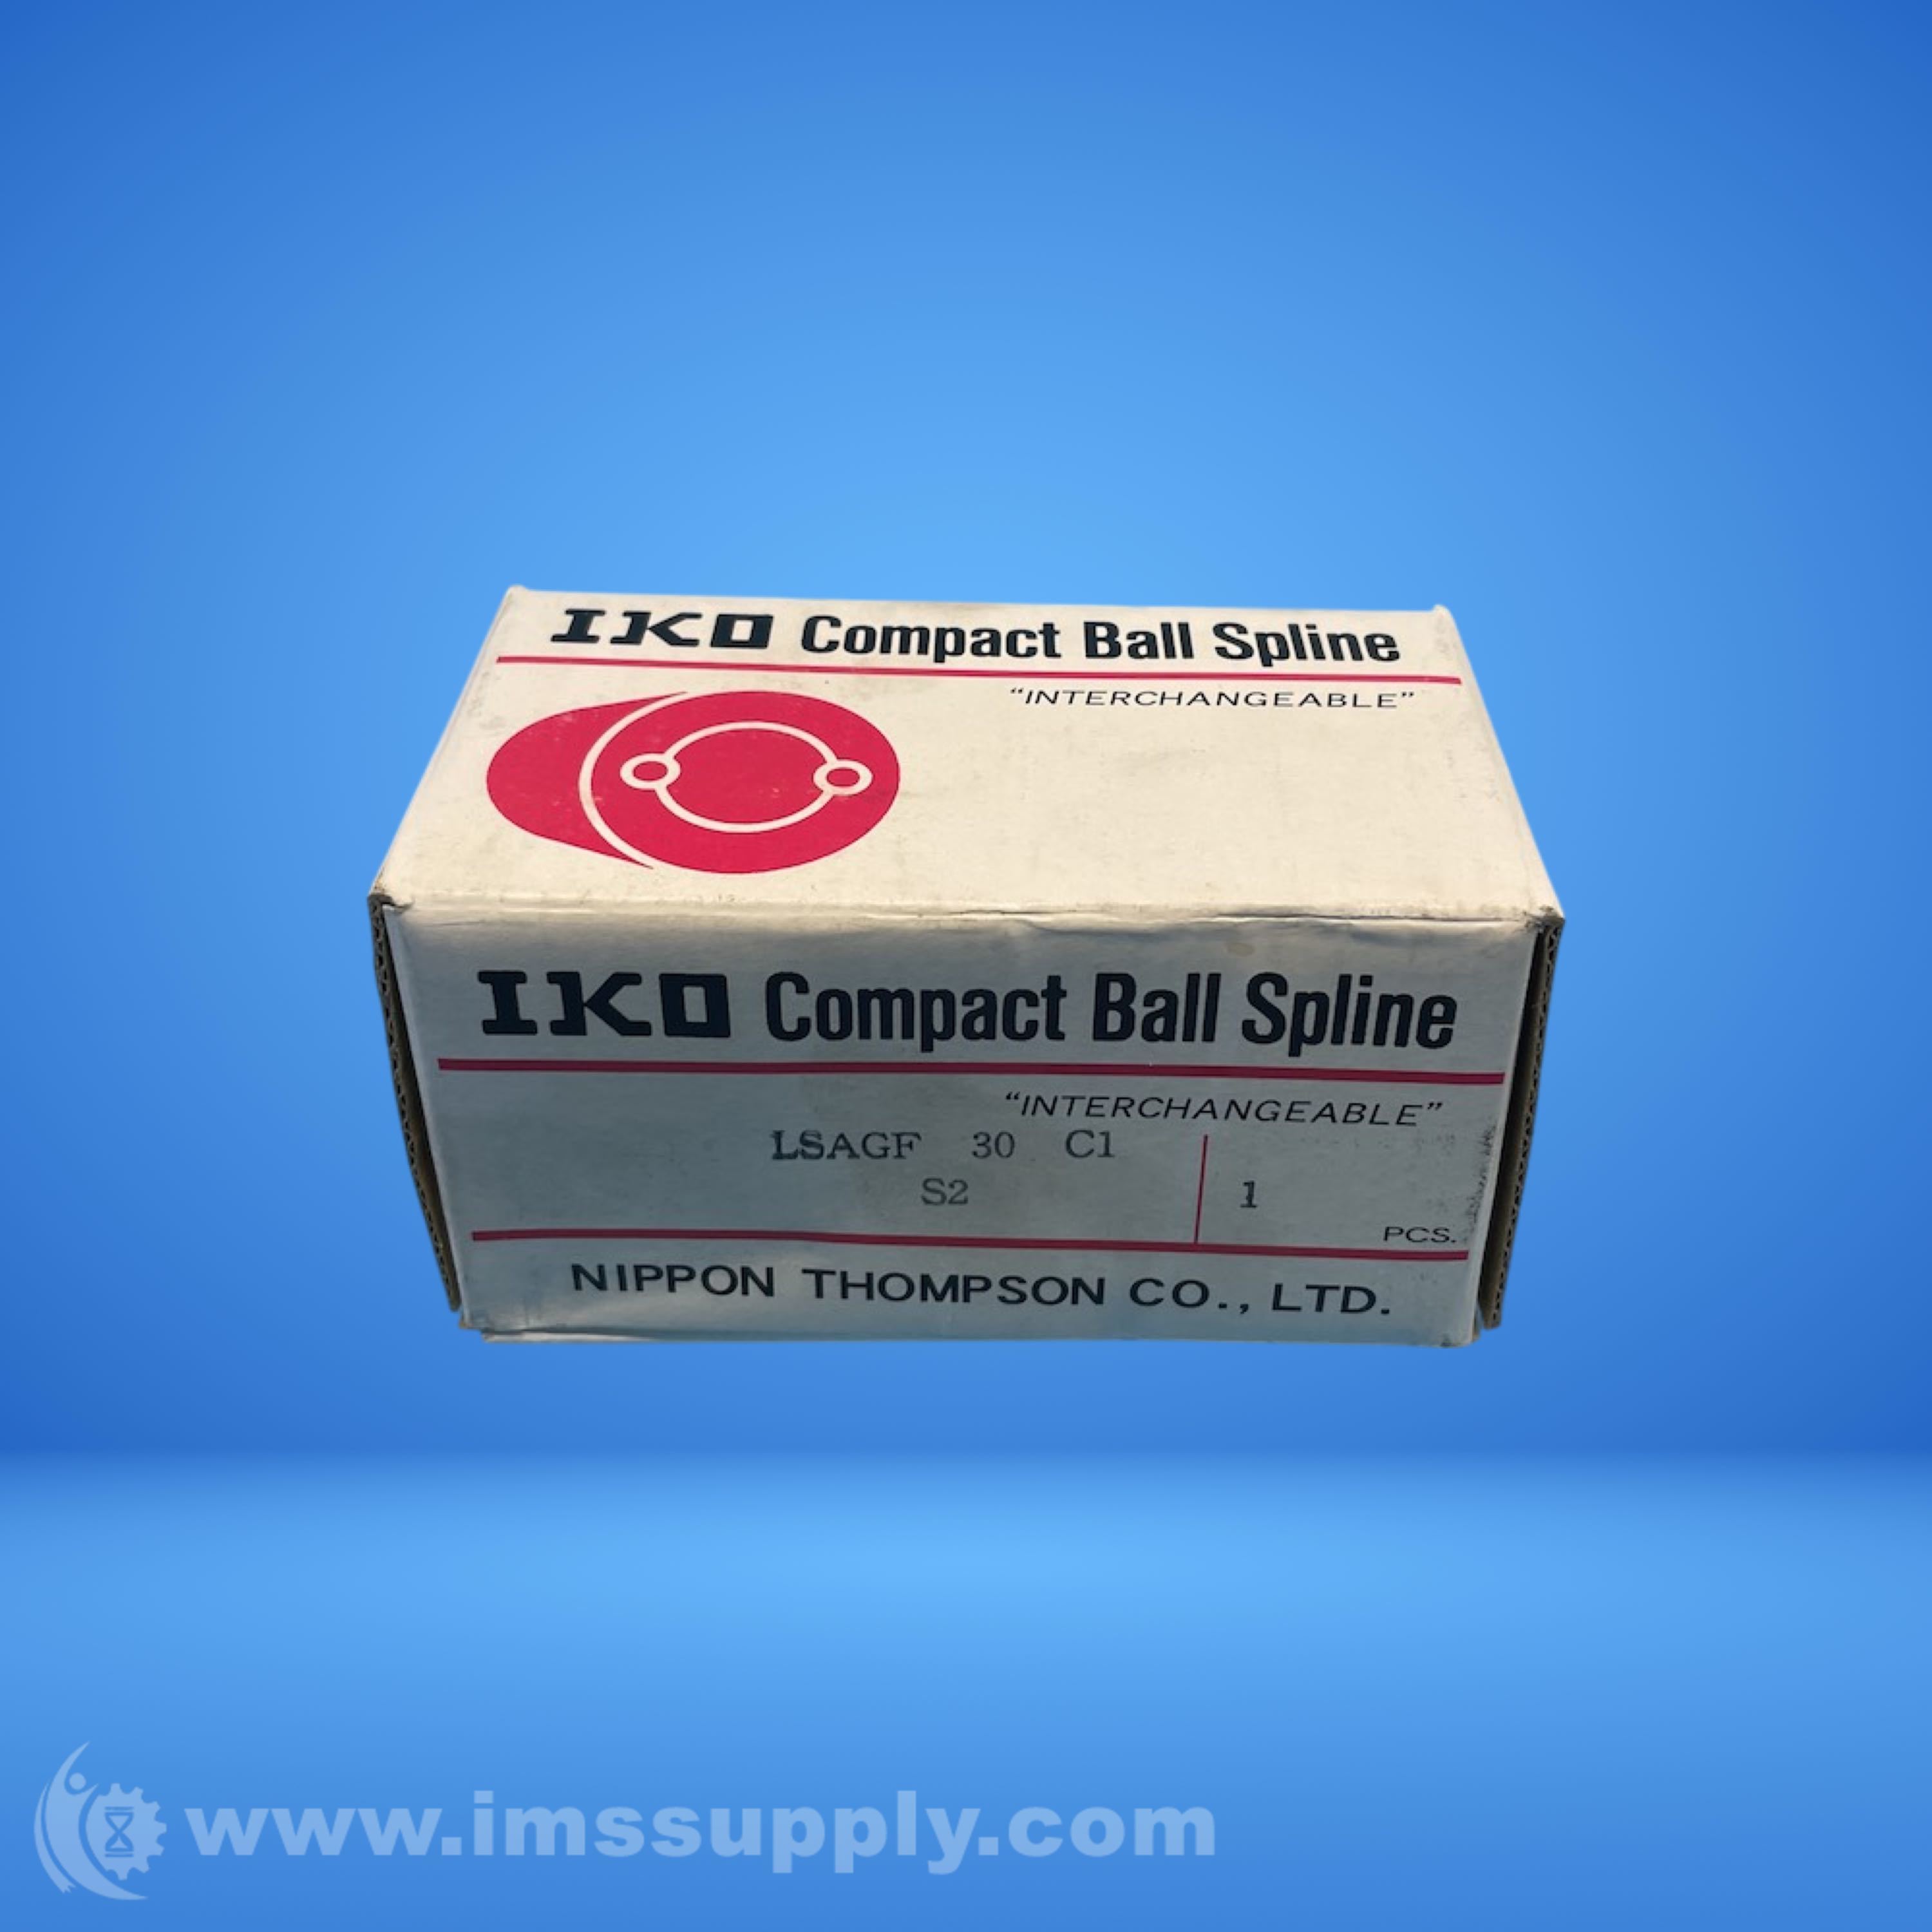 IKO Compact Ball Spline
“INTERCHANGEABLE”
IKO Compact Ball Spline
“INTERCHANGEABLE”
LSAGF 30 C1
S2
1
PCS.
NIPPON THOMPSON CO., LTD.
www.imssupply.com